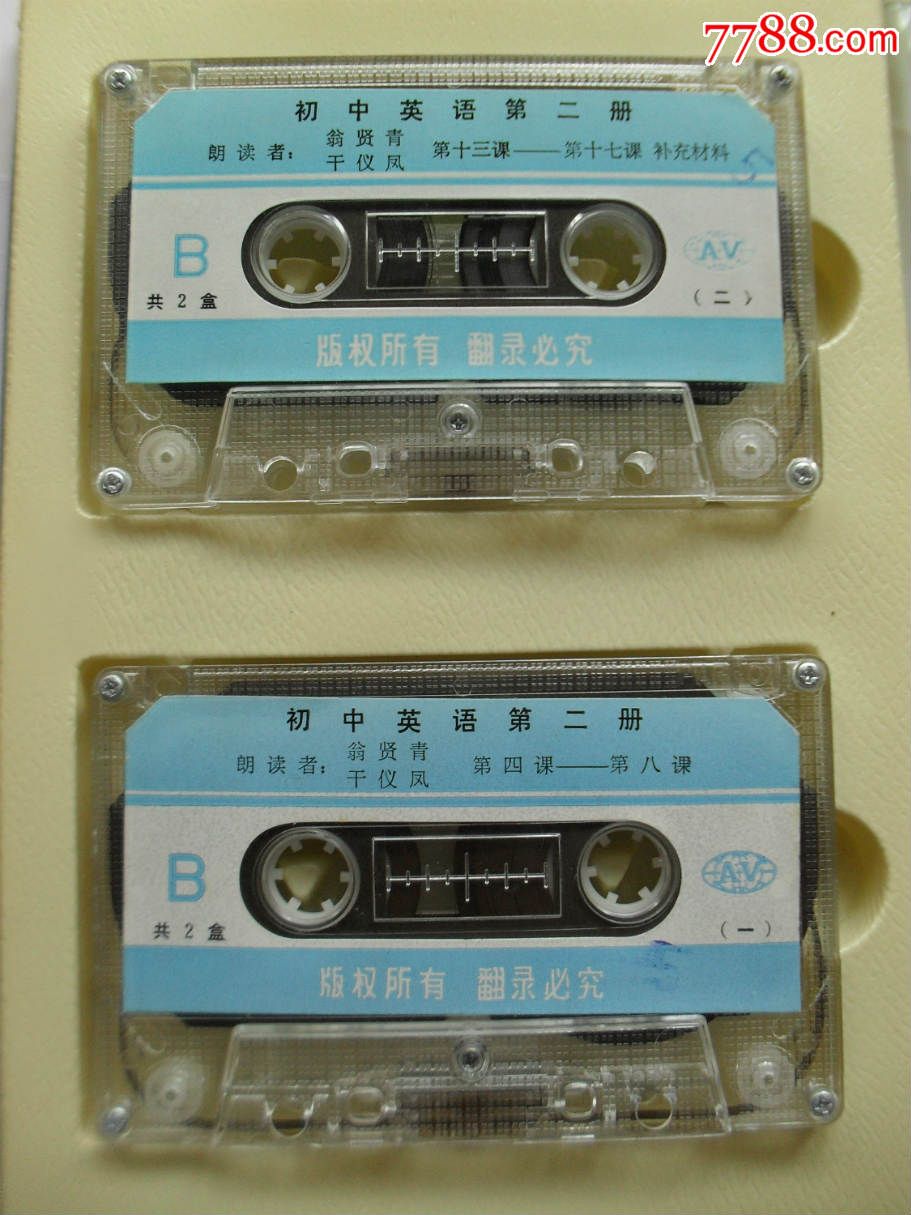 7788.com
初中英语第二册
朗读者：翁贤青 干仪凤 第十三课——第十七课 补充材料
B
AV
共2盒
（二）
版权所有 翻录必究
初中英语第二册
朗读者：翁贤青 干仪凤 第四课——第八课
B
AV
共2盒
（一）
版权所有 翻录必究